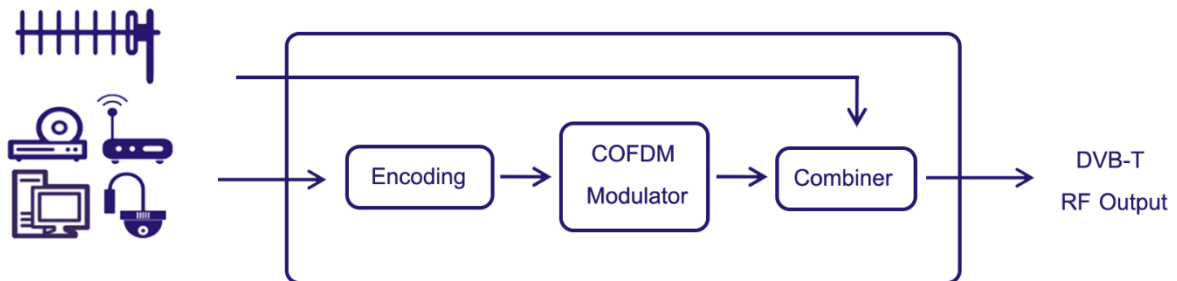 Encoding
COFDM
Modulator
Combiner
DVB-T
RF Output